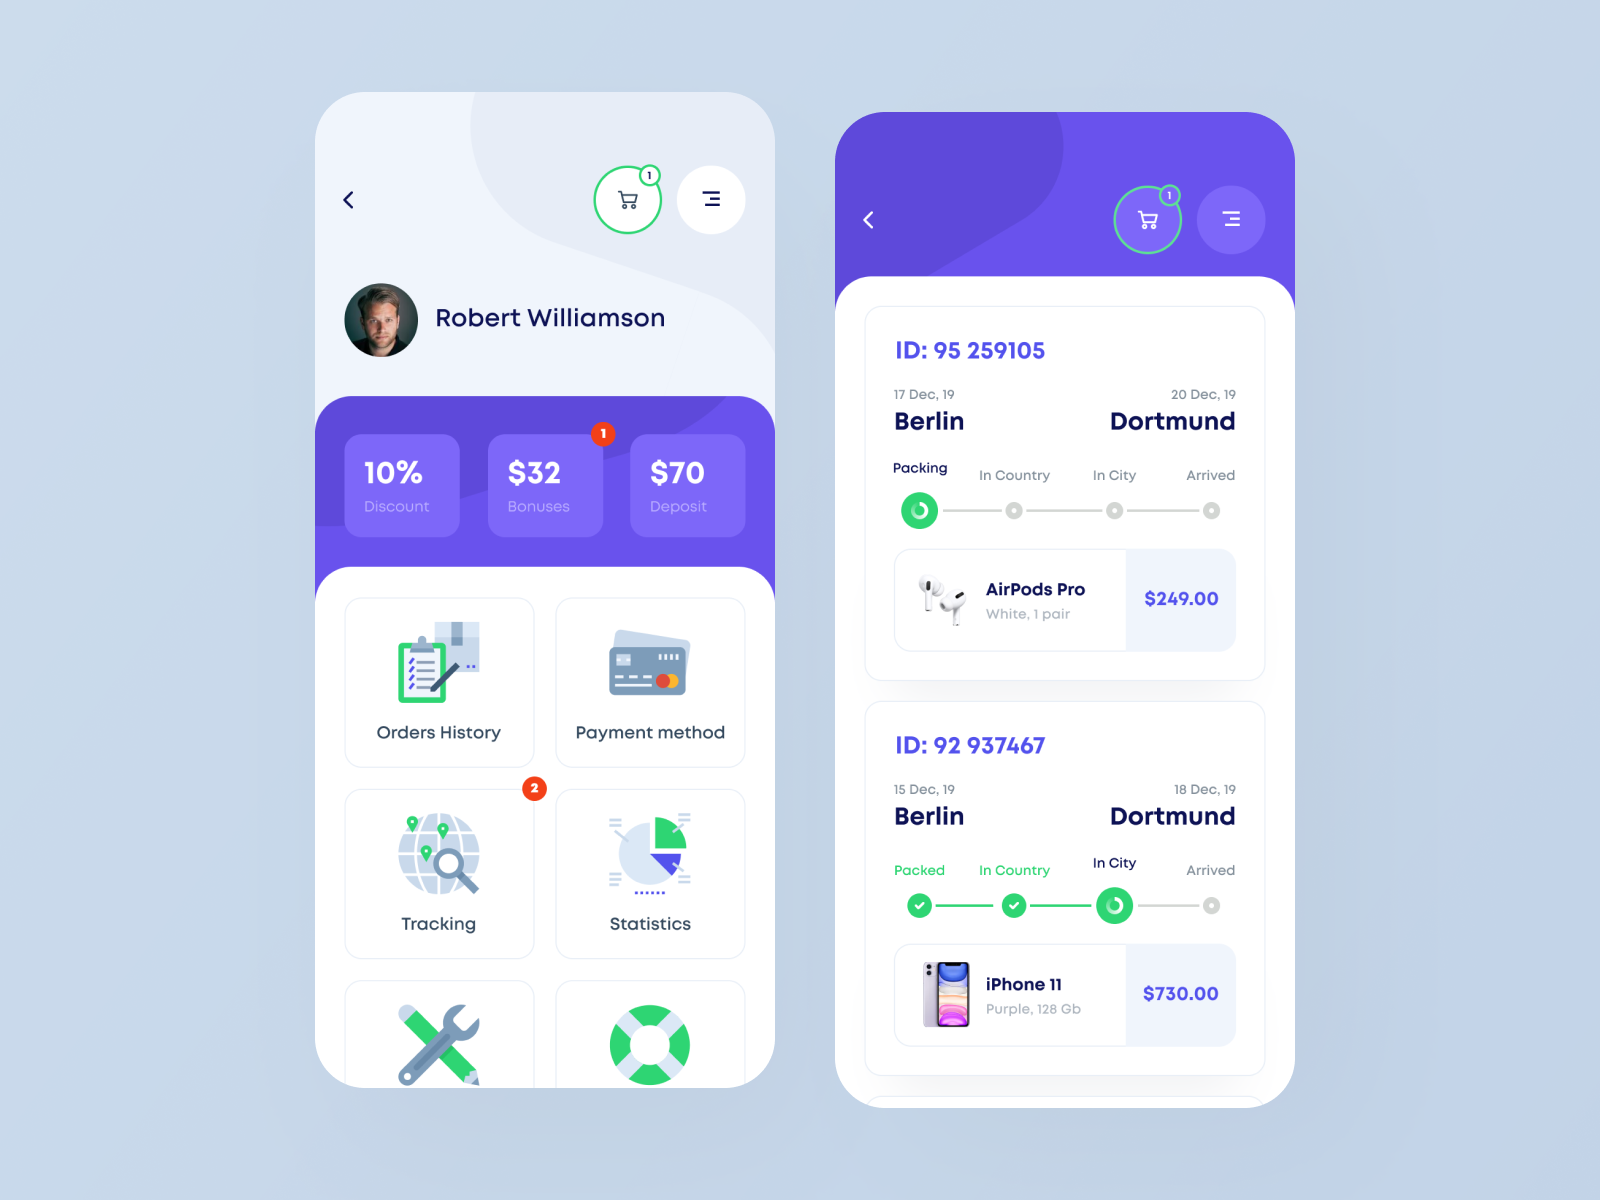 1
Robert Williamson
10%
Discount
1
$32
Bonuses
$70
Deposit
Orders History
Payment method
2
Tracking
Statistics
1
ID: 95 259105
17 Dec, 19
20 Dec, 19
Berlin
Dortmund
Packing
In Country
In City
Arrived
AirPods Pro
White, 1 pair
$249.00
ID: 92 937467
15 Dec, 19
18 Dec, 19
Berlin
Dortmund
Packed
In Country
In City
Arrived
iPhone 11
Purple, 128 Gb
$730.00